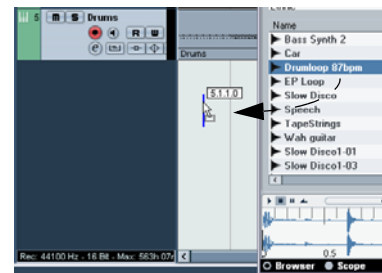 5 M S Drums
R W
e
Drums
5.1.1.0
Name
Bass Synth 2
Car
Drumloop 87bpm
EP Loop
Slow Disco
Speech
TapeStrings
Wah guitar
Slow Disco1-01
Slow Disco1-03
0.5
Browser Scope
Rec: 44100 Hz - 16 Bit - Max: 563h 07